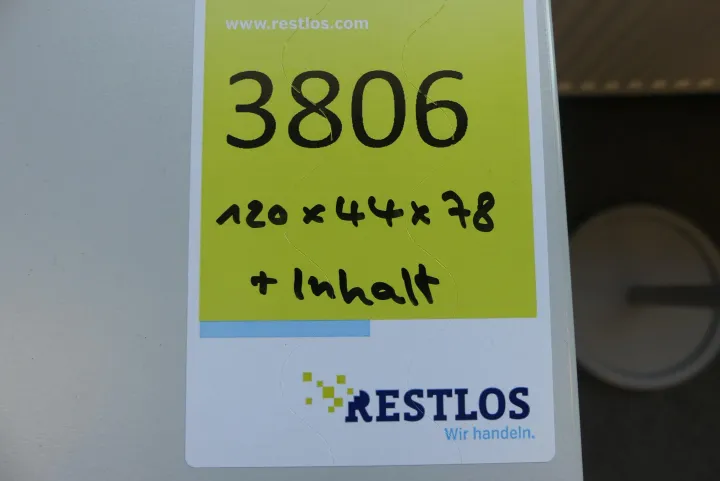 www.restlos.com
3806
120 x 44 x 78
+ Inhalt
RESTLOS
Wir handeln.